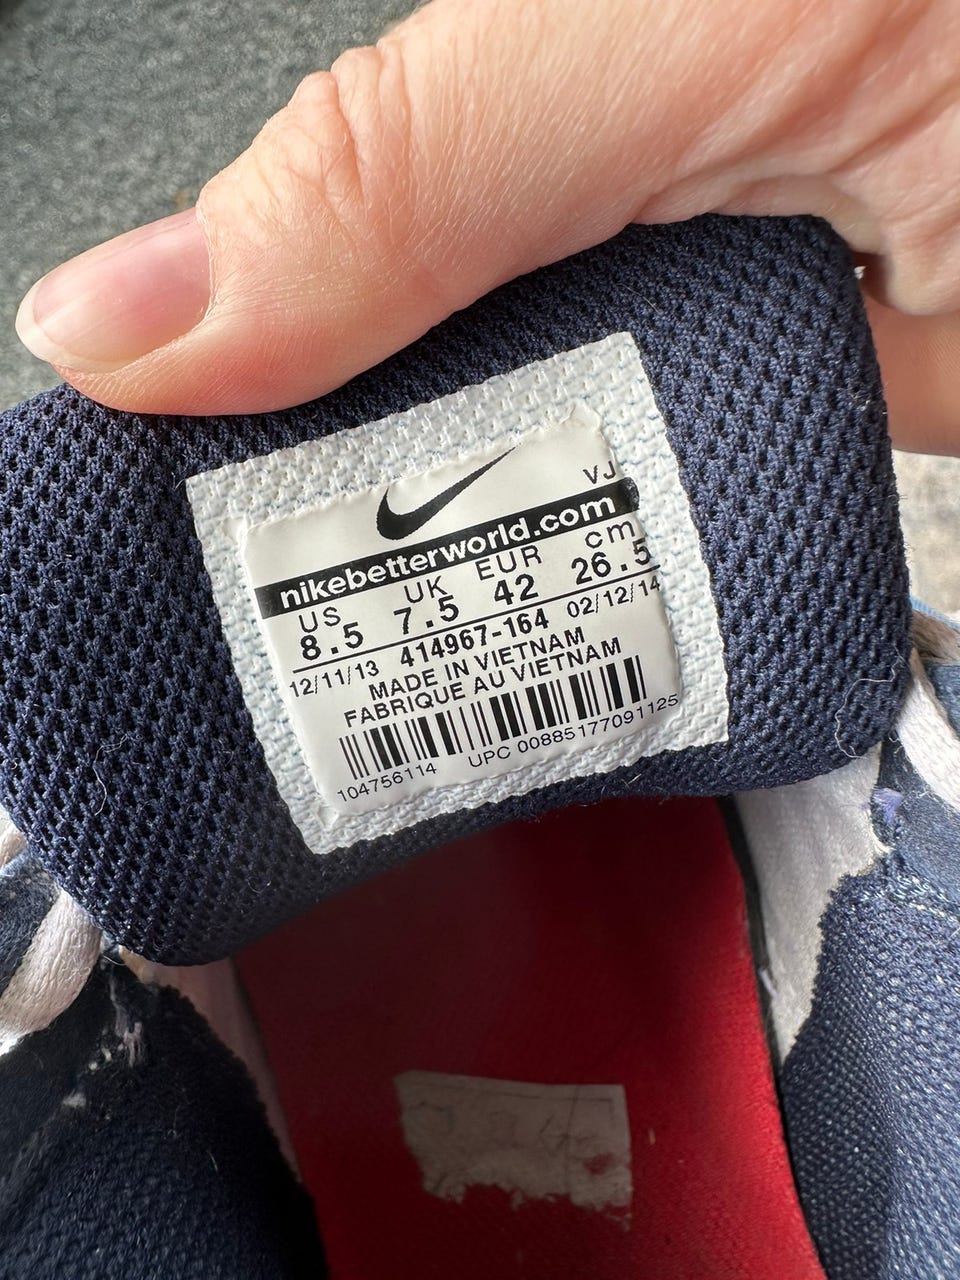 VJ
nikebetterworld.com
US UK EUR cm
8.5 7.5 42 26.5
12/11/13 414967-164 02/12/14
MADE IN VIETNAM
FABRIQUE AU VIETNAM
104756114 UPC 00885177091125